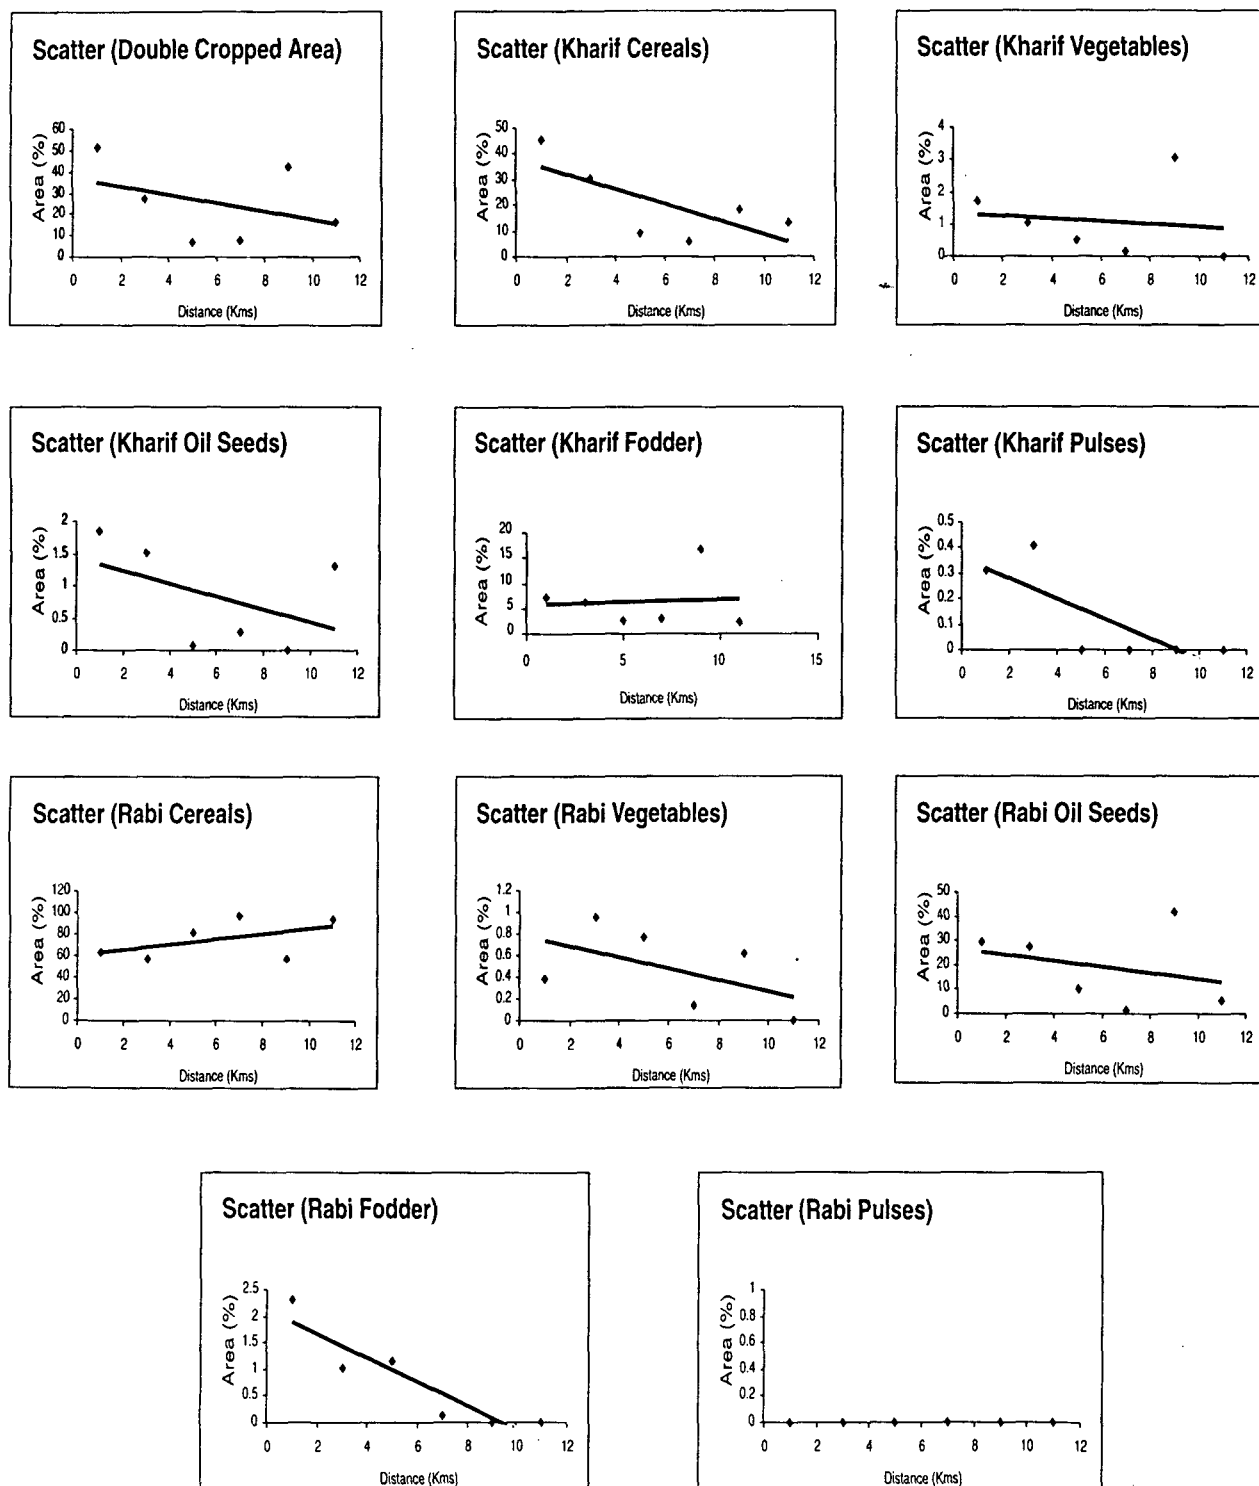 Scatter (Double Cropped Area)
Area (%)
60
50
40
30
20
10
0
0 2 4 6 8 10 12
Distance (Kms)
Scatter (Kharif Cereals)
Area (%)
50
40
30
20
10
0
0 2 4 6 8 10 12
Distance (Kms)
Scatter (Kharif Vegetables)
Area (%)
4
3
2
1
0
0 2 4 6 8 10 12
Distance (Kms)
Scatter (Kharif Oil Seeds)
Area (%)
2
1.5
1
0.5
0
0 2 4 6 8 10 12
Distance (Kms)
Scatter (Kharif Fodder)
Area (%)
20
15
10
5
0
5 10 15
Distance (Kms)
Scatter (Kharif Pulses)
Area (%)
0.5
0.4
0.3
0.2
0.1
0
0 2 4 6 8 10 12
Distance (Kms)
Scatter (Rabi Cereals)
Area (%)
120
100
80
60
40
20
0
0 2 4 6 8 10 12
Distance (Kms)
Scatter (Rabi Vegetables)
Area (%)
1.2
1
0.8
0.6
0.4
0.2
0
0 2 4 6 8 10 12
Distance (Kms)
Scatter (Rabi Oil Seeds)
Area (%)
50
40
30
20
10
0
0 2 4 6 8 10 12
Distance (Kms)
Scatter (Rabi Fodder)
Area (%)
2.5
2
1.5
1
0.5
0
0 2 4 6 8 10 12
Distance (Kms)
Scatter (Rabi Pulses)
Area (%)
1
0.8
0.6
0.4
0.2
0
0 2 4 6 8 10 12
Distance (Kms)